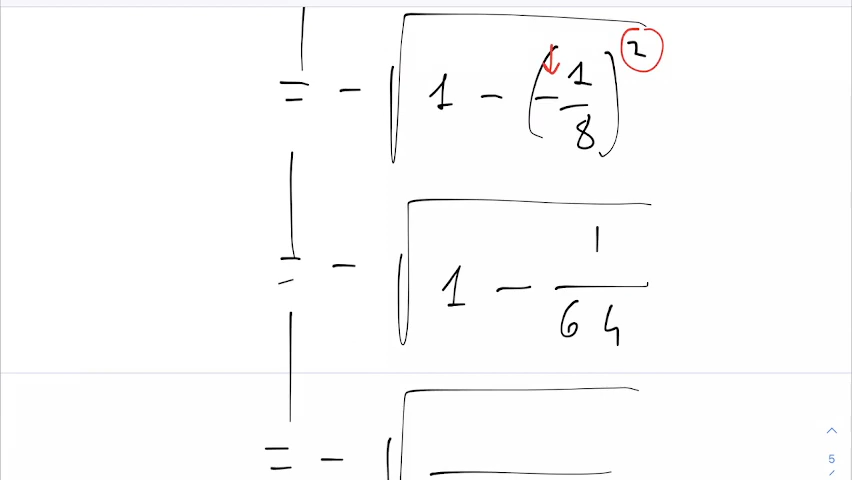 = - √(1 - (-1/8)²)
= - √(1 - 1/64)
= - √
5